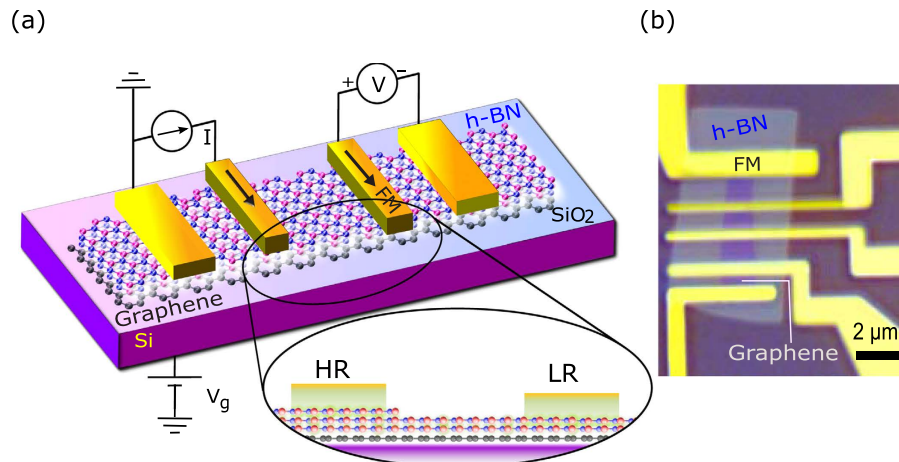 (a)
(b)
V
+
−
I
h-BN
FM
SiO2
Graphene
Si
Vg
HR
LR
h-BN
FM
Graphene
2 μm